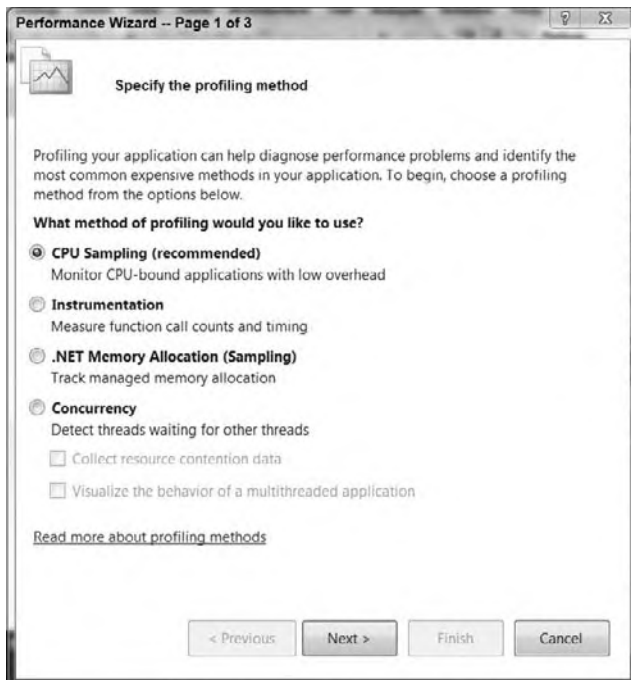 Performance Wizard -- Page 1 of 3
Specify the profiling method
Profiling your application can help diagnose performance problems and identify the
most common expensive methods in your application. To begin, choose a profiling
method from the options below.
What method of profiling would you like to use?
CPU Sampling (recommended)
Monitor CPU-bound applications with low overhead
Instrumentation
Measure function call counts and timing
.NET Memory Allocation (Sampling)
Track managed memory allocation
Concurrency
Detect threads waiting for other threads
Collect resource contention data
Visualize the behavior of a multithreaded application
Read more about profiling methods
< Previous Next > Finish Cancel